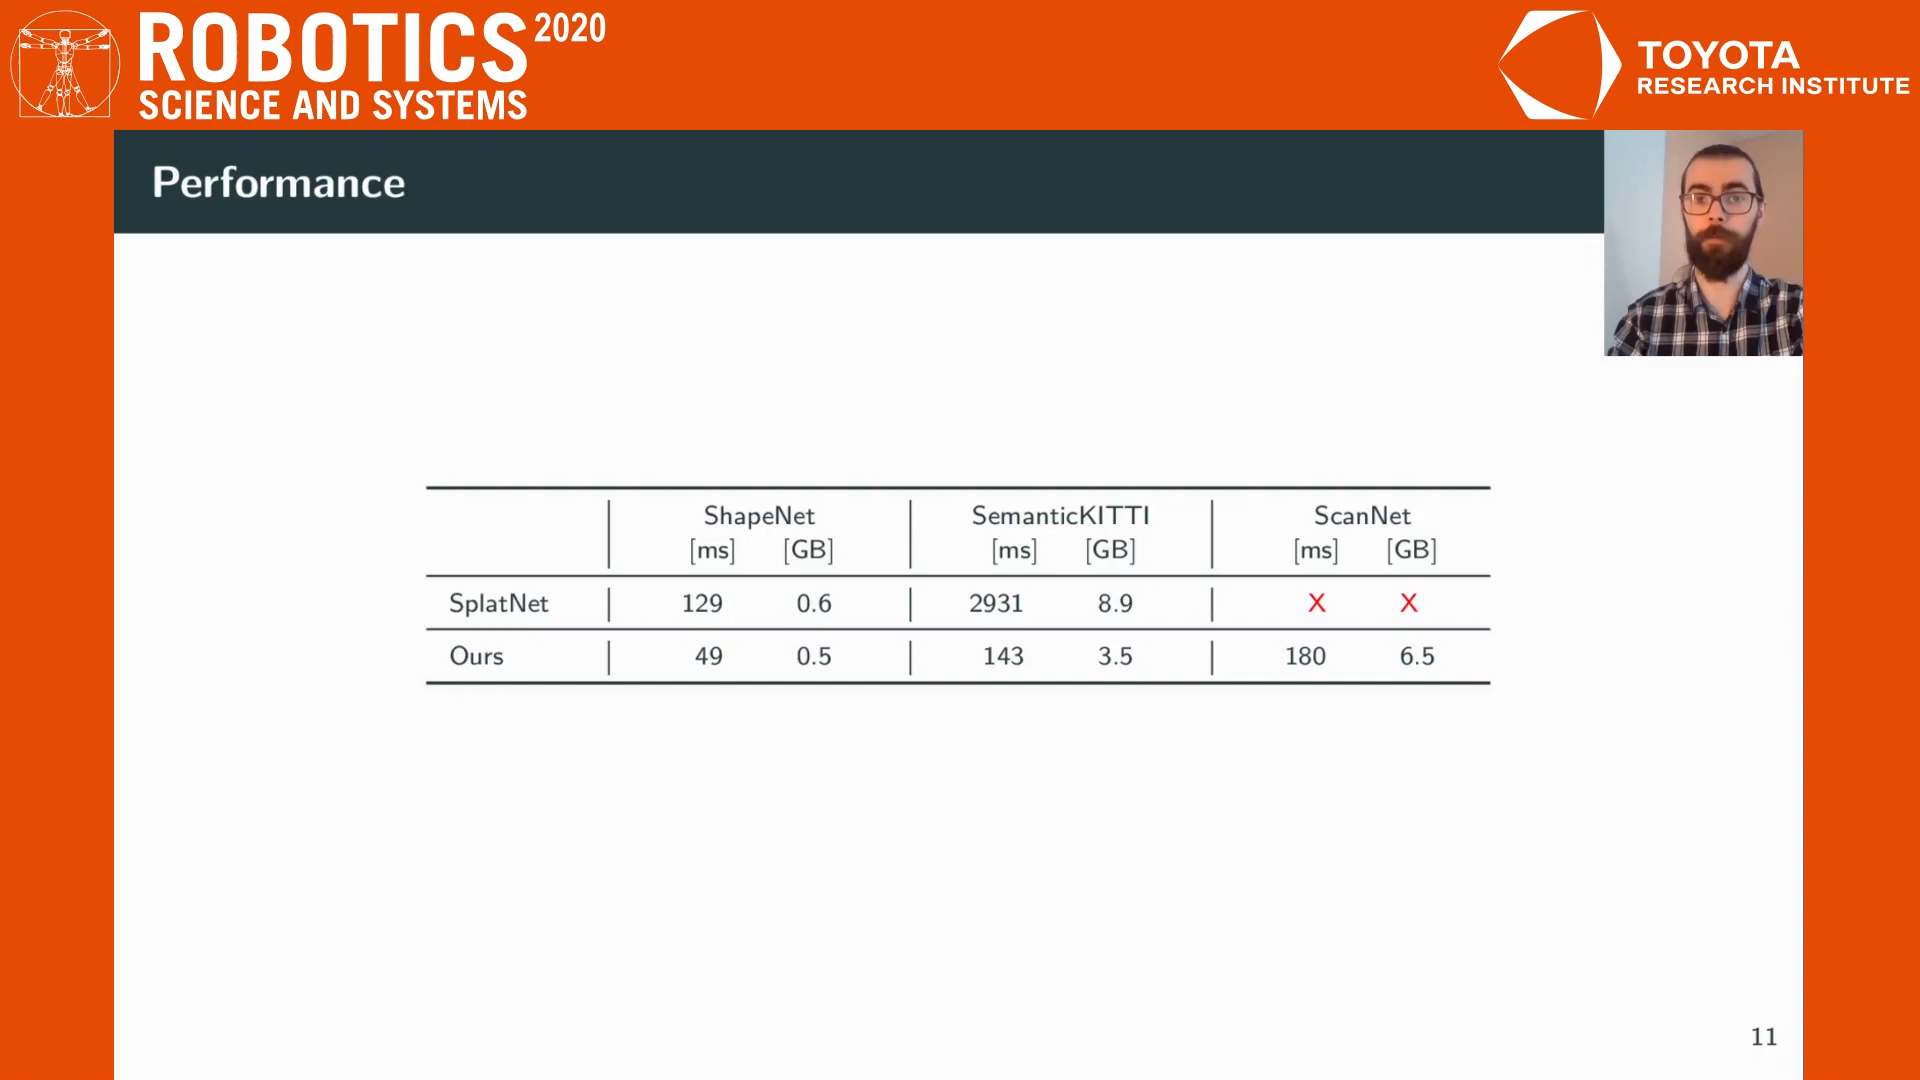 ROBOTICS 2020
SCIENCE AND SYSTEMS
TOYOTA
RESEARCH INSTITUTE
Performance
ShapeNet SemanticKITTI ScanNet
[ms] [GB] [ms] [GB] [ms] [GB]
SplatNet 129 0.6 2931 8.9 X X
Ours 49 0.5 143 3.5 180 6.5
11